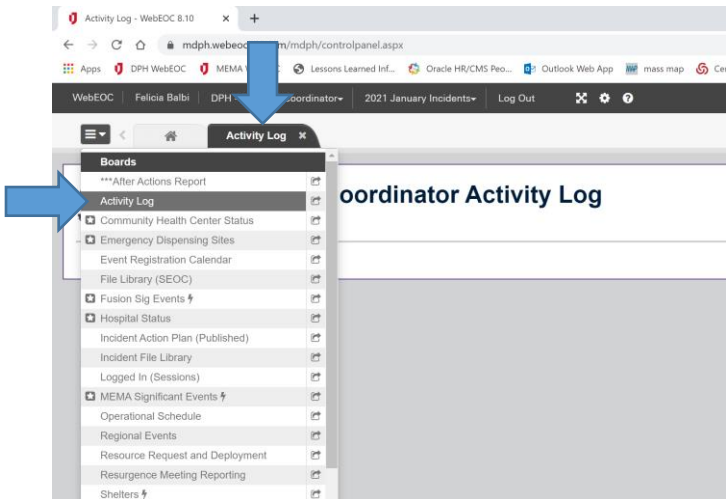 Activity Log - WebEOC 8.10
mdph.webeoc m/mdph/controlpanel.aspx
Apps DPH WebEOC MEMA W C Lessons Learned Inf... Oracle HR/CMS Peo... Outlook Web App mass map Cer
WebEOC Felicia Balbi DPH oordinator 2021 January Incidents Log Out
Activity Log
Boards
***After Actions Report
Activity Log
oordinator Activity Log
Community Health Center Status
Emergency Dispensing Sites
Event Registration Calendar
File Library (SEOC)
Fusion Sig Events
Hospital Status
Incident Action Plan (Published)
Incident File Library
Logged In (Sessions)
MEMA Significant Events
Operational Schedule
Regional Events
Resource Request and Deployment
Resurgence Meeting Reporting
Shelters